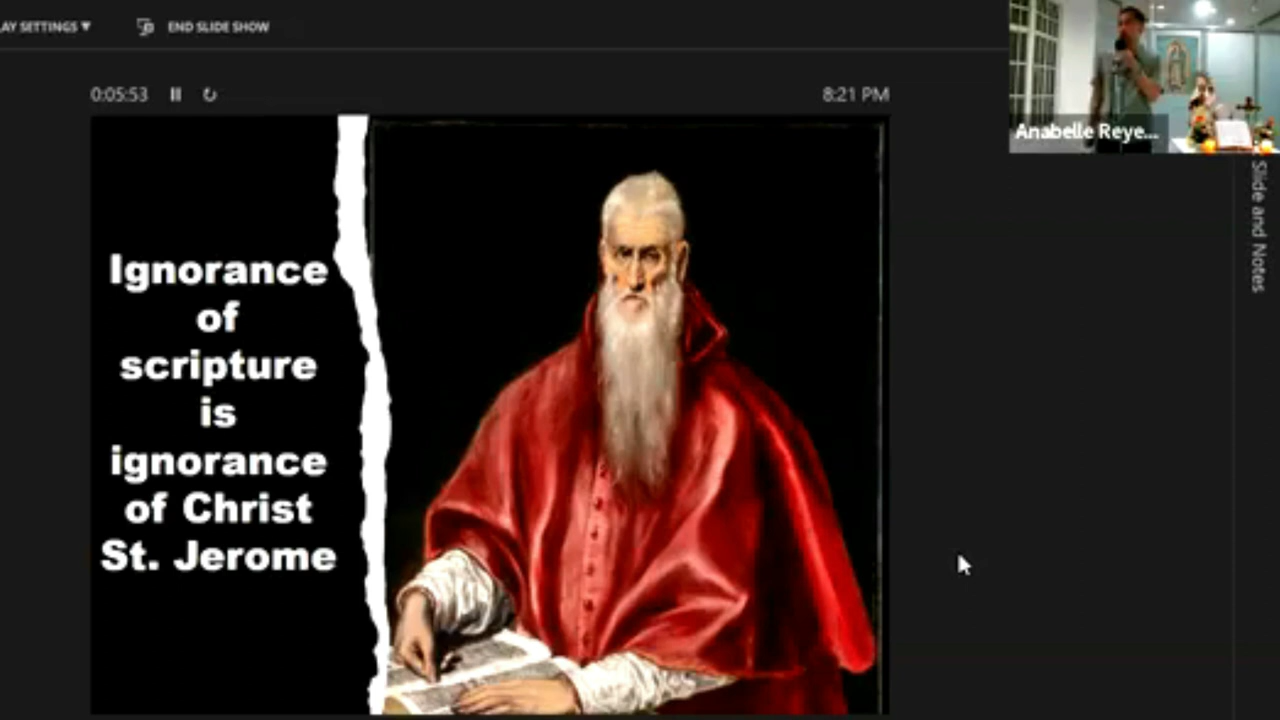 AY SETTINGS ▼ END SLIDE SHOW
0:05:53 8:21 PM
Anabelle Reye...
Slide and Notes
Ignorance
of
scripture
is
ignorance
of Christ
St. Jerome